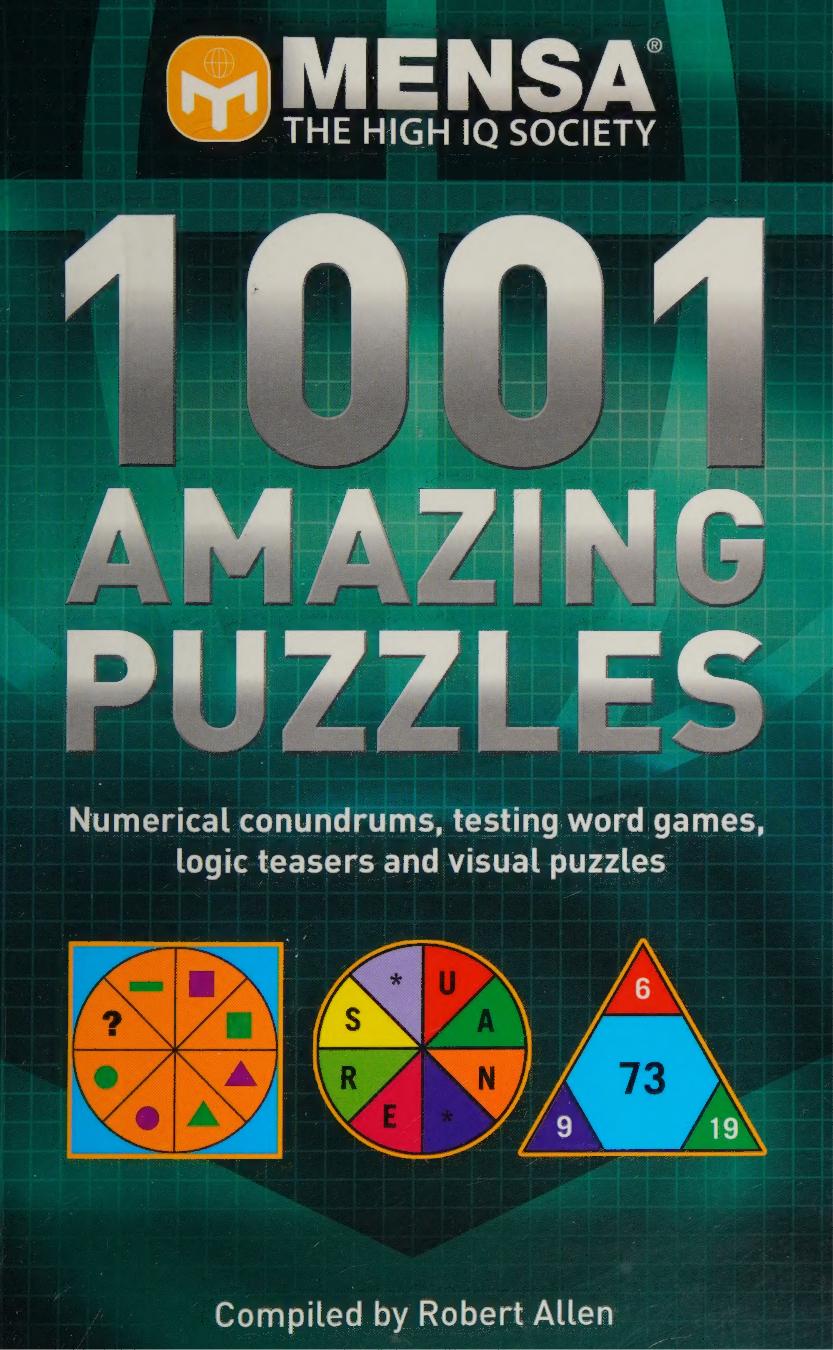 MENSA®
THE HIGH IQ SOCIETY
1001
AMAZING
PUZZLES
Numerical conundrums, testing word games,
logic teasers and visual puzzles
?
* U
S A
R N
E *
6
73
9 19
Compiled by Robert Allen